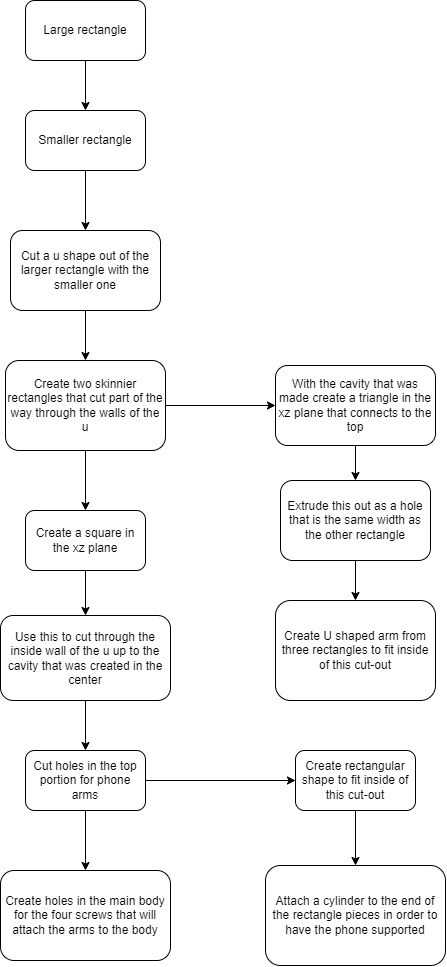 Large rectangle
Smaller rectangle
Cut a u shape out of the
larger rectangle with the
smaller one
Create two skinnier
rectangles that cut part of the
way through the walls of the
u
With the cavity that was
made create a triangle in the
xz plane that connects to the
top
Extrude this out as a hole
that is the same width as
the other rectangle
Create a square in
the xz plane
Create U shaped arm from
three rectangles to fit inside
of this cut-out
Use this to cut through the
inside wall of the u up to the
cavity that was created in the
center
Cut holes in the top
portion for phone
arms
Create rectangular
shape to fit inside of
this cut-out
Create holes in the main body
for the four screws that will
attach the arms to the body
Attach a cylinder to the end of
the rectangle pieces in order to
have the phone supported